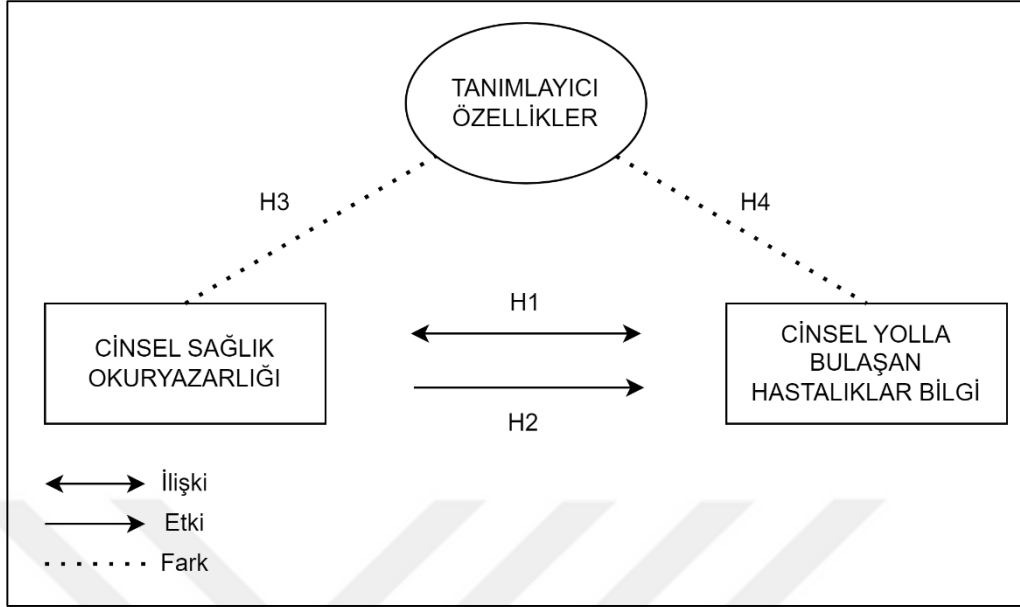 TANIMLAYICI
ÖZELLİKLER
H3
H4
H1
CİNSEL SAĞLIK
OKURYAZARLIĞI
CİNSEL YOLLA
BULAŞAN
HASTALIKLAR BİLGİ
H2
İlişki
Etki
Fark